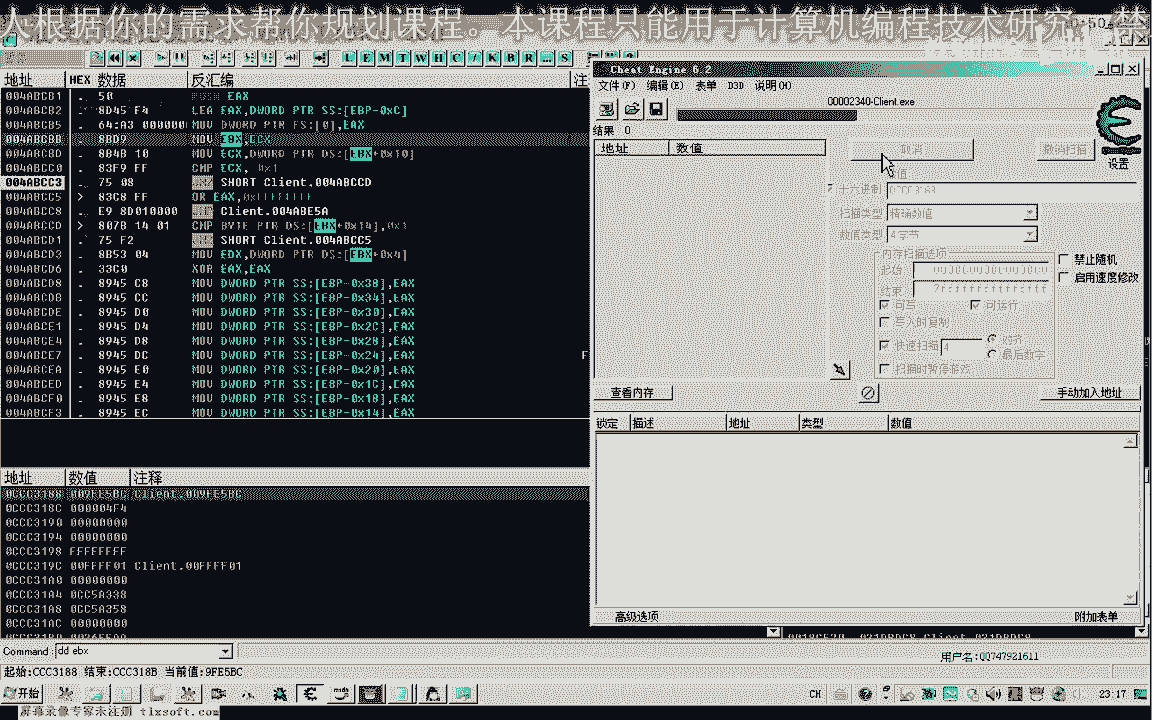 人根据你的需求帮你规划课程。本课程只能用于计算机编程技术研究，禁
Cheat Engine 6.2
地址 HEX 数据 反汇编 注
文件(F) 编辑(E) 表单 D3D 说明(H)
00002340-Client.exe
结果 0
地址 数值
取消 撤消扫描
设置
004ABCB1 . 50 PUSH EAX
004ABCB2 . 8D45 F4 LEA EAX,DWORD PTR SS:[EBP-0xC]
004ABCB5 . 64:A3 0000000 MOV DWORD PTR FS:[0],EAX
004ABCBB . 8BD9 MOV EBX,ECX
004ABCBD . 8B4B 10 MOV ECX,DWORD PTR DS:[EBX+0x10]
004ABCC0 . 83F9 FF CMP ECX,-0x1
004ABCC3 . 75 08 SHORT Client.004ABCCD
004ABCC5 > 83C8 FF OR EAX,0xFFFFFFFF
004ABCC8 . E9 8D010000 Client.004ABE5A
004ABCCD > 807B 14 01 CMP BYTE PTR DS:[EBX+0x14],0x1
004ABCD1 . 75 F2 SHORT Client.004ABCC5
004ABCD3 . 8B53 04 MOV EDX,DWORD PTR DS:[EBX+0x4]
004ABCD6 . 33C0 XOR EAX,EAX
004ABCD8 . 8945 C8 MOV DWORD PTR SS:[EBP-0x38],EAX
004ABCDB . 8945 CC MOV DWORD PTR SS:[EBP-0x34],EAX
004ABCDE . 8945 D0 MOV DWORD PTR SS:[EBP-0x30],EAX
004ABCE1 . 8945 D4 MOV DWORD PTR SS:[EBP-0x2C],EAX
004ABCE4 . 8945 D8 MOV DWORD PTR SS:[EBP-0x28],EAX
004ABCE7 . 8945 DC MOV DWORD PTR SS:[EBP-0x24],EAX
004ABCEA . 8945 E0 MOV DWORD PTR SS:[EBP-0x20],EAX
004ABCED . 8945 E4 MOV DWORD PTR SS:[EBP-0x1C],EAX
004ABCF0 . 8945 E8 MOV DWORD PTR SS:[EBP-0x18],EAX
004ABCF3 . 8945 EC MOV DWORD PTR SS:[EBP-0x14],EAX
十六进制 0CCC3188
扫描类型 精确数值
数值类型 4 字节
内存扫描选项
起始
结束 7fffffffffffffff
禁止随机
启用速度修改
可写 可运行
写入时复制
快速扫描 4 对齐
最后数字
扫描时暂停游戏
查看内存 手动加入地址
锁定 描述 地址 类型 数值
地址 数值 注释
0CCC3188 009FE5BC Client.009FE5BC
0CCC318C 000004F4
0CCC3190 00000000
0CCC3194 00000000
0CCC3198 FFFFFFFF
0CCC319C 00FFFF01 Client.00FFFF01
0CCC31A0 00000000
0CCC31A4 0CC5A338
0CCC31A8 0CC5A358
0CCC31AC 00000000
高级选项 附加表单
Command: dd ebx
用户名:QQ747921611
起始:CCC3188 结束:CCC318B 当前值:9FE5BC
开始 CH 23:17
屏幕录像专家未注册 tlxsoft.com